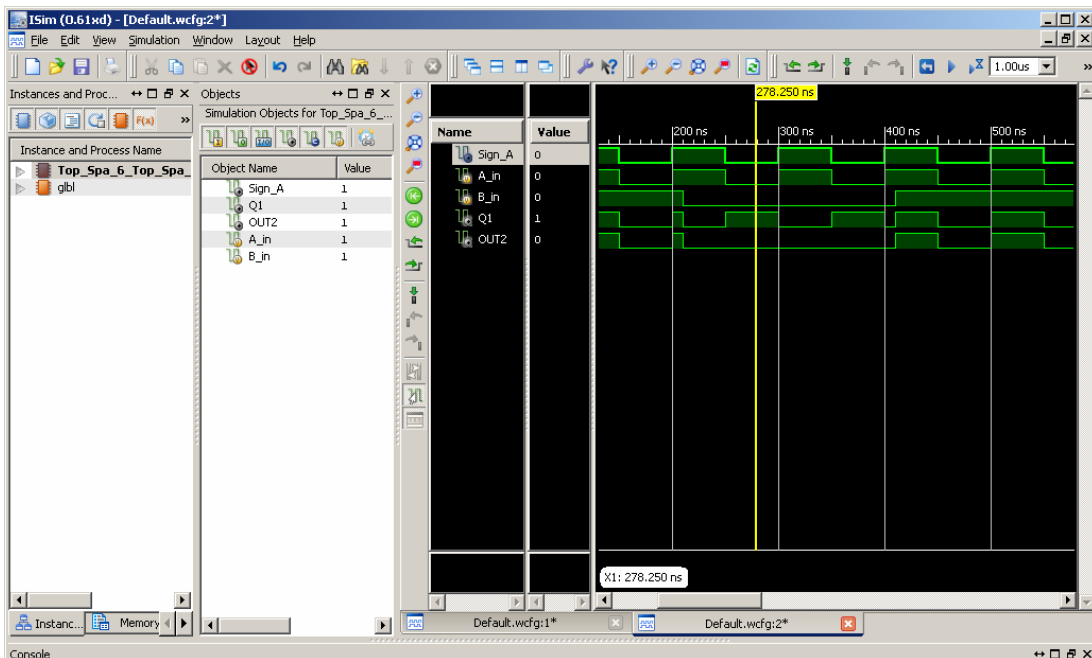 ISim (0.61xd) - [Default.wcfg:2*]
File Edit View Simulation Window Layout Help
1.00us
»
Instances and Proc...
F(x) »
Instance and Process Name
Top_Spa_6_Top_Spa_
glbl
Instanc...
Memory
Objects
Simulation Objects for Top_Spa_6_...
Object Name Value
Sign_A 1
Q1 1
OUT2 1
A_in 1
B_in 1
Name Value
Sign_A 0
A_in 0
B_in 0
Q1 1
OUT2 0
278.250 ns
200 ns 300 ns 400 ns 500 ns
X1: 278.250 ns
Default.wcfg:1*
Default.wcfg:2*
Console